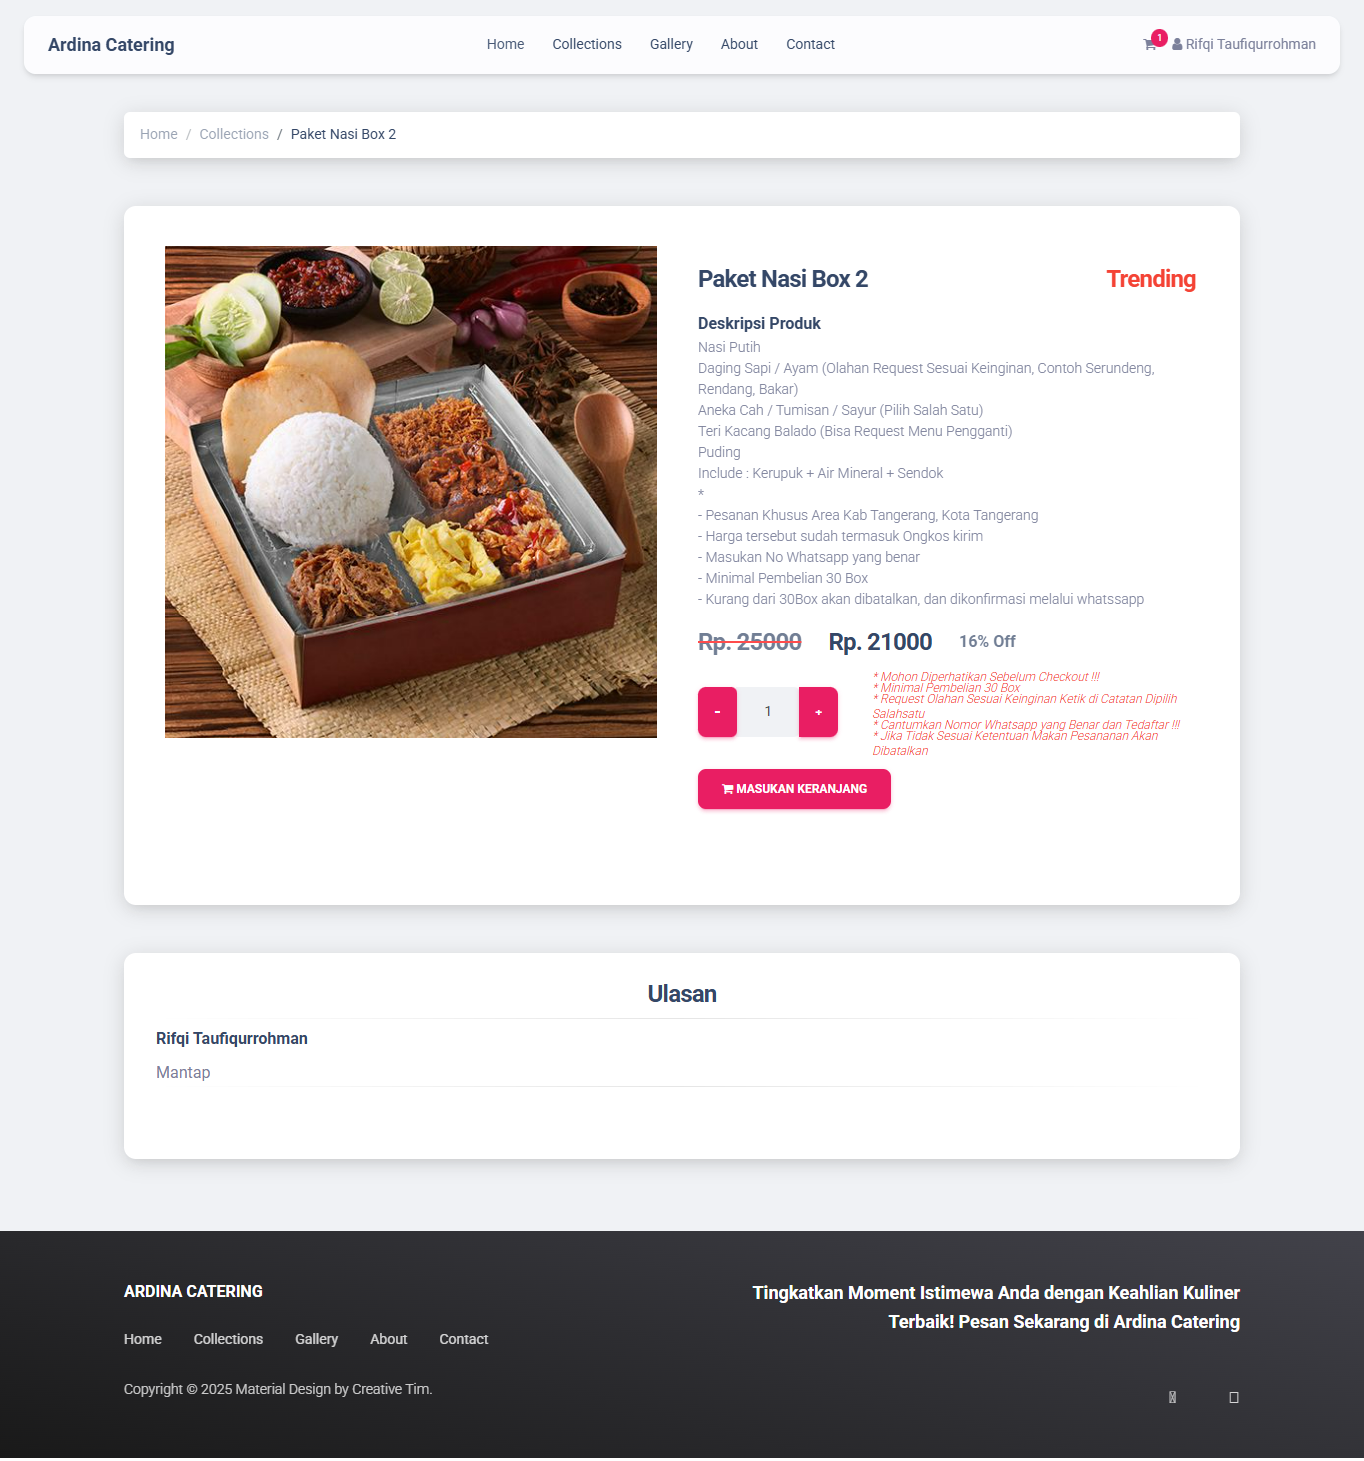 Ardina Catering
Home Collections Gallery About Contact
1
Rifqi Taufiqurrohman
Home / Collections / Paket Nasi Box 2
Paket Nasi Box 2
Trending
Deskripsi Produk
Nasi Putih
Daging Sapi / Ayam (Olahan Request Sesuai Keinginan, Contoh Serundeng,
Rendang, Bakar)
Aneka Cah / Tumisan / Sayur (Pilih Salah Satu)
Teri Kacang Balado (Bisa Request Menu Pengganti)
Puding
Include : Kerupuk + Air Mineral + Sendok
*
- Pesanan Khusus Area Kab Tangerang, Kota Tangerang
- Harga tersebut sudah termasuk Ongkos kirim
- Masukan No Whatsapp yang benar
- Minimal Pembelian 30 Box
- Kurang dari 30Box akan dibatalkan, dan dikonfirmasi melalui whatssapp
Rp. 25000 Rp. 21000 16% Off
- 1 +
* Mohon Diperhatikan Sebelum Checkout !!!
* Minimal Pembelian 30 Box
* Request Olahan Sesuai Keinginan Ketik di Catatan Dipilih
Salahsatu
* Cantumkan Nomor Whatsapp yang Benar dan Tedaftar !!!
* Jika Tidak Sesuai Ketentuan Makan Pesananan Akan
Dibatalkan
MASUKAN KERANJANG
Ulasan
Rifqi Taufiqurrohman
Mantap
ARDINA CATERING
Home Collections Gallery About Contact
Copyright © 2025 Material Design by Creative Tim.
Tingkatkan Moment Istimewa Anda dengan Keahlian Kuliner
Terbaik! Pesan Sekarang di Ardina Catering